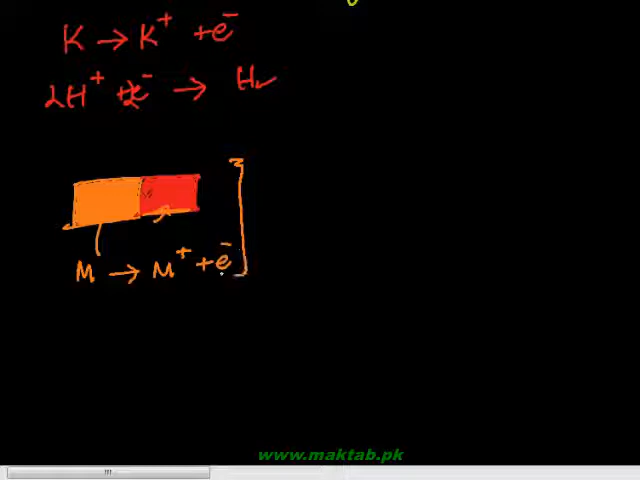 K → K⁺ + e⁻
2H⁺ + 2e⁻ → H₂
M → M⁺ + e⁻
www.maktab.pk